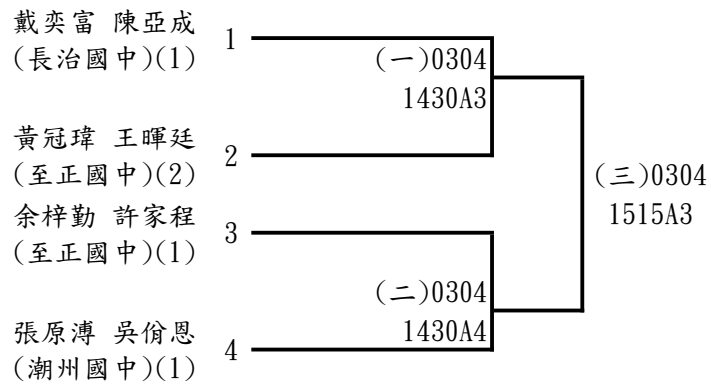 戴奕富 陳亞成
(長治國中)(1)
1
(一)0304
1430A3
黃冠瑋 王暉廷
(至正國中)(2)
2
(三)0304
1515A3
余梓勤 許家程
(至正國中)(1)
3
(二)0304
1430A4
張原溥 吳佾恩
(潮州國中)(1)
4